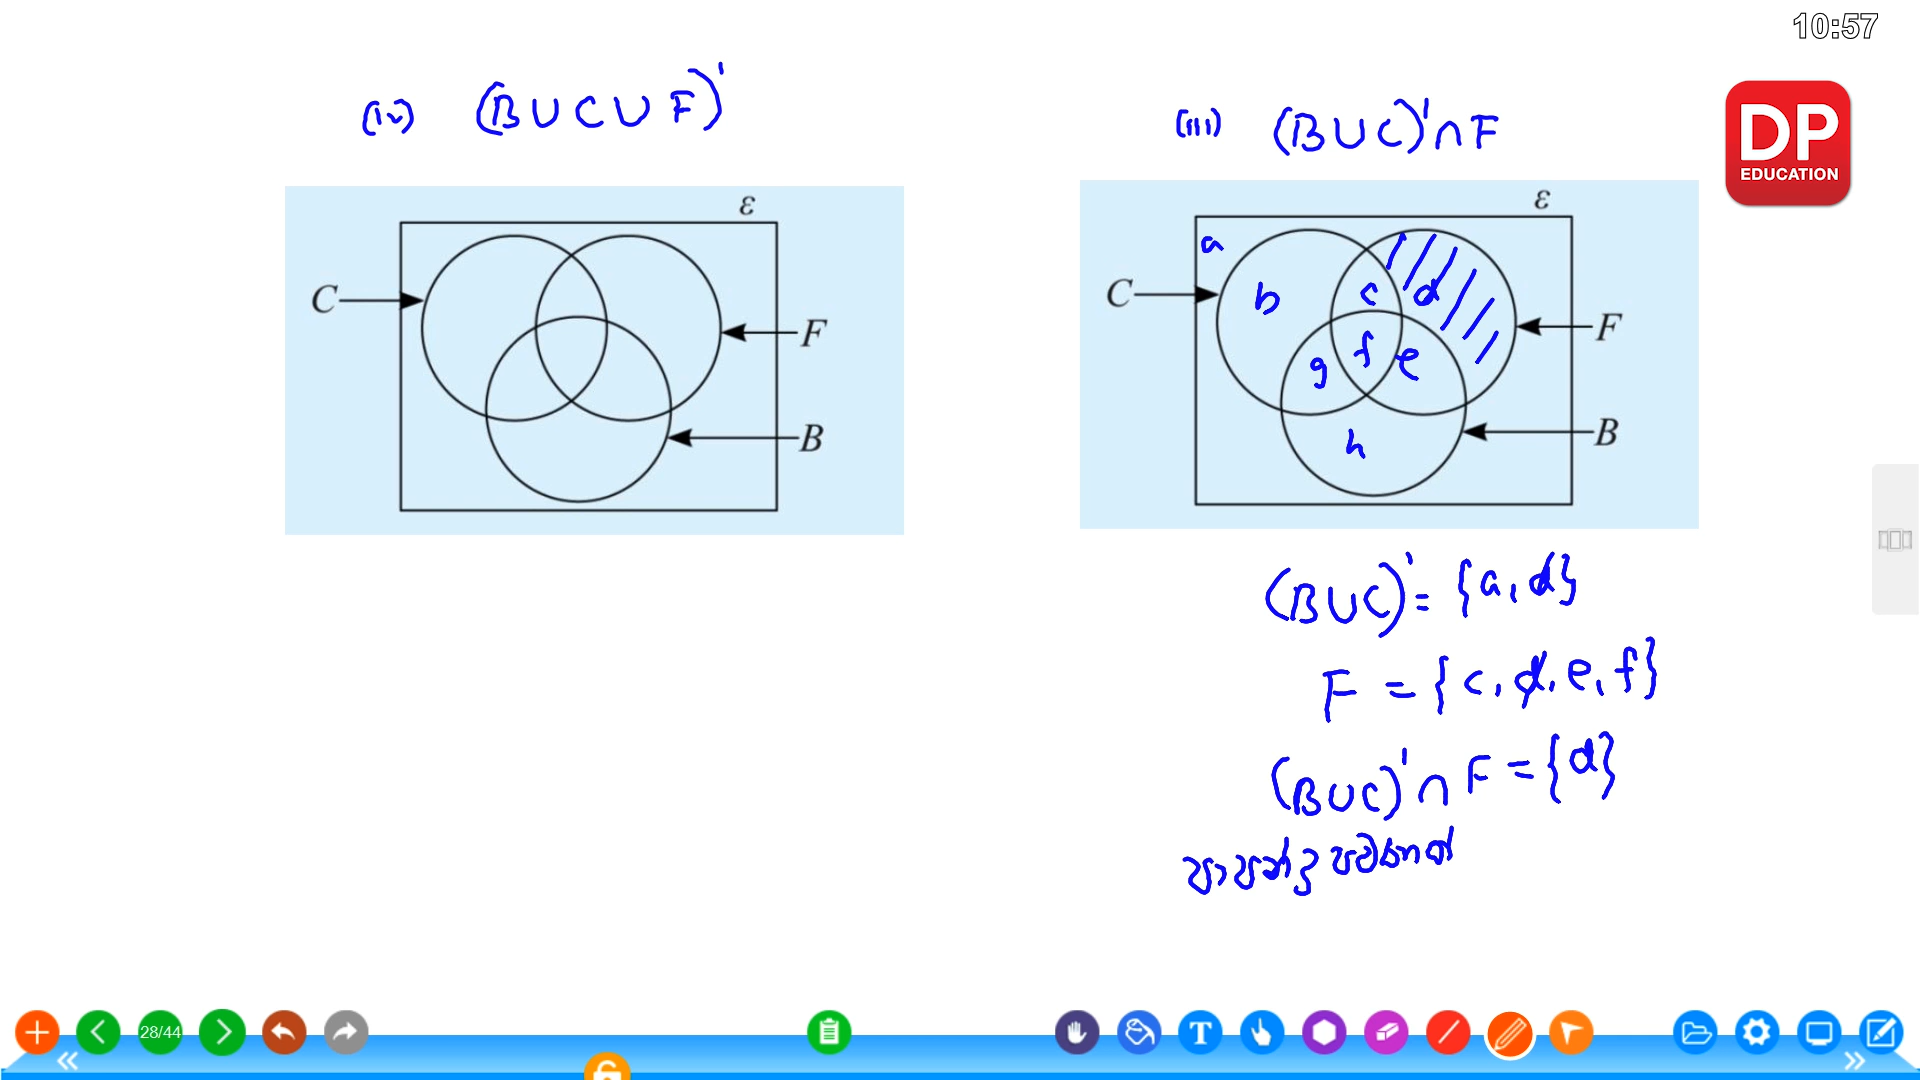 10:57
DP
EDUCATION
(iv) (B∪C∪F)'
ε
C
F
B
(iii) (B∪C)'∩F
ε
a
b
c
d
g
f
e
h
C
F
B
(B∪C)' = {a, d}
F = {c, d, e, f}
(B∪C)'∩F = {d}
28/44